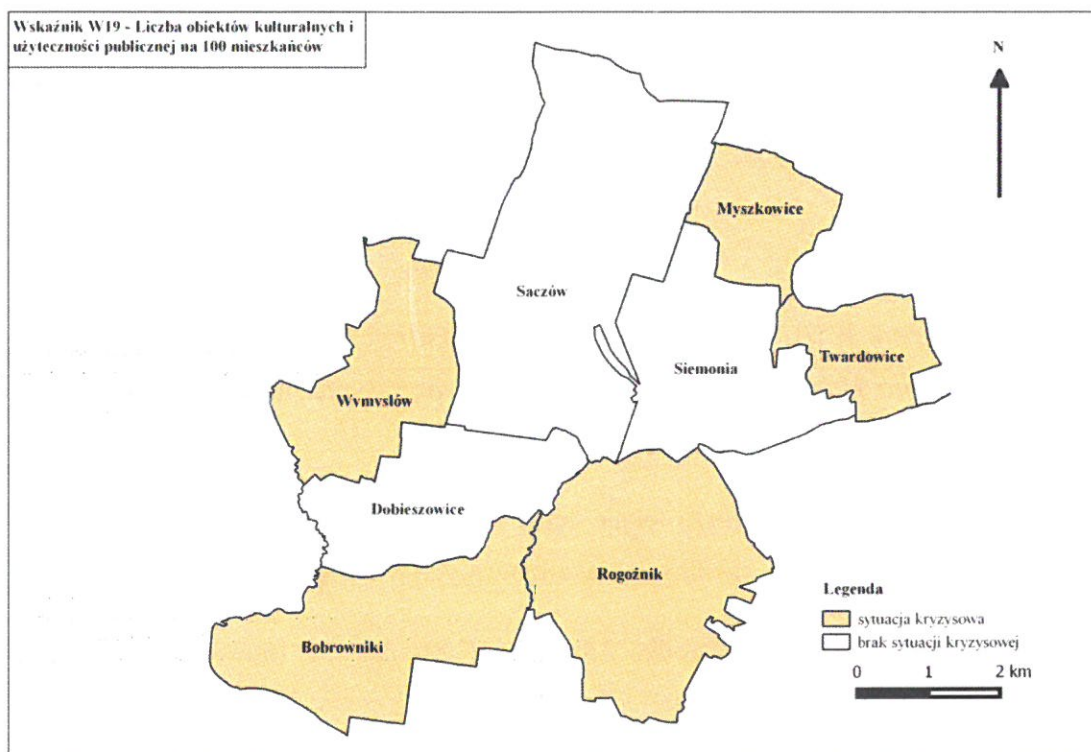 Wskaźnik W19 - Liczba obiektów kulturalnych i
użyteczności publicznej na 100 mieszkańców
N
Myszkowice
Saczów
Twardowice
Siemonia
Wymysłów
Dobieszowice
Rogoźnik
Bobrowniki
Legenda
sytuacja kryzysowa
brak sytuacji kryzysowej
0 1 2 km